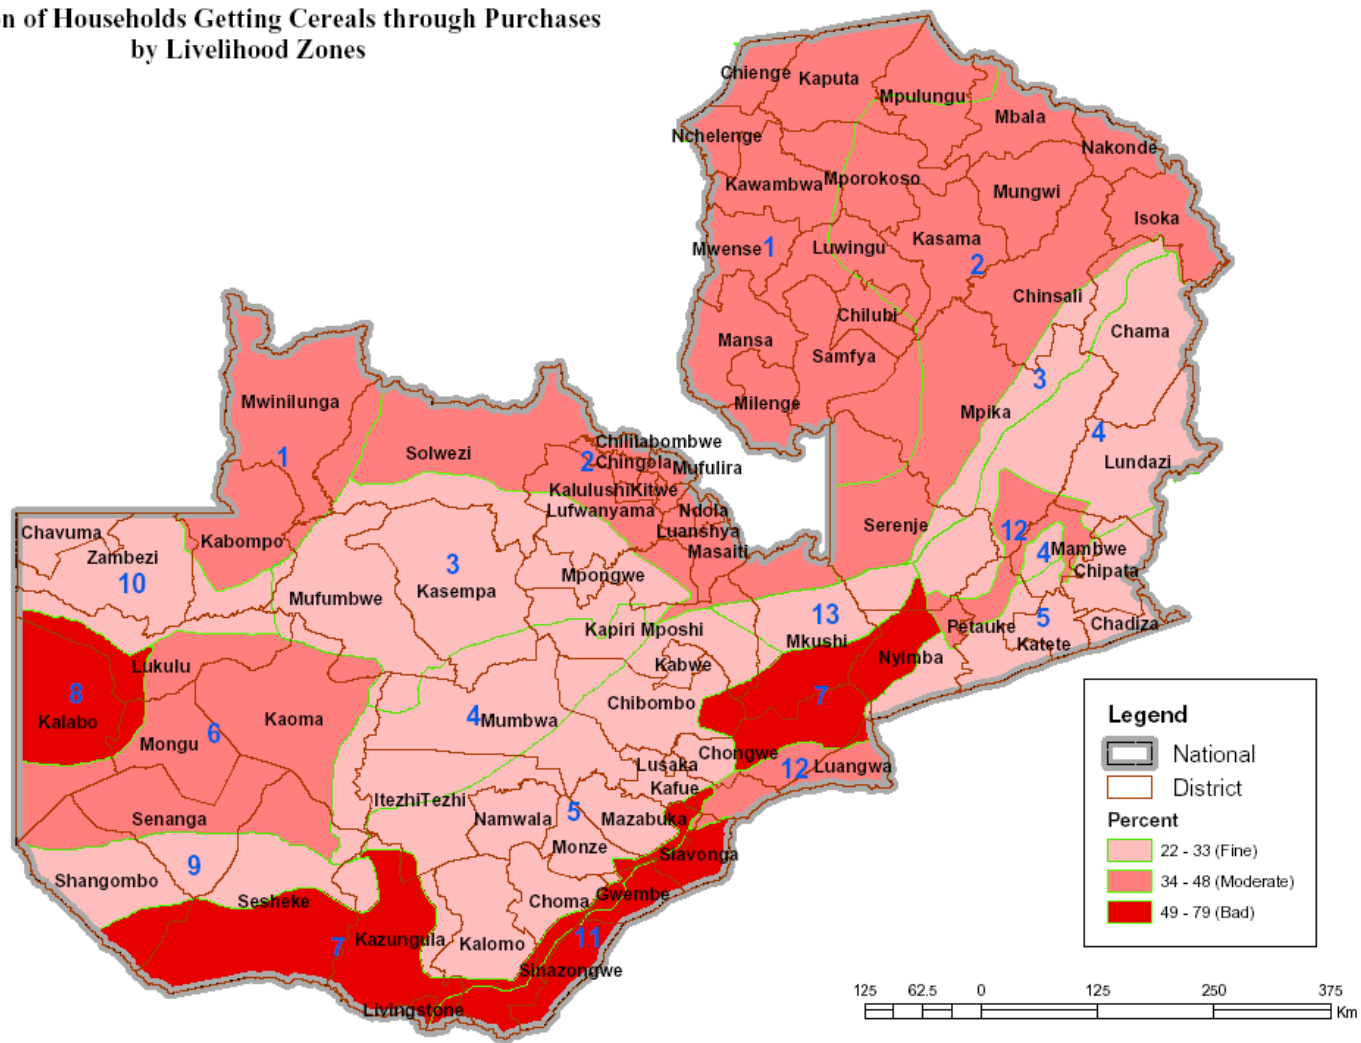 n of Households Getting Cereals through Purchases
by Livelihood Zones
Chienge
Kaputa
Mpulungu
Mbala
Nchelenge
Nakonde
Kawambwa
Mporokoso
Mungwi
Isoka
Mwense
1
Luwingu
Kasama
2
Chinsali
Chilubi
Chama
Mansa
Samfya
3
Mwinilunga
Milenge
Mpika
4
Solwezi
Chililabombwe
1
2
Chingola
Mufulira
Lundazi
Kalulushi
Kitwe
Lufwanyama
Ndola
Chavuma
Kabompo
Luanshya
Serenje
12
Zambezi
Masaiti
4
Mambwe
10
3
Mpongwe
Chipata
Mufumbwe
Kasempa
13
5
Kapiri Mposhi
Mkushi
Petauke
Chadiza
Katete
Lukulu
Kabwe
Nyimba
8
Kalabo
Kaoma
4
Mumbwa
Chibombo
7
6
Mongu
Chongwe
Lusaka
12
Luangwa
Kafue
ItezhiTezhi
Senanga
Namwala
5
Mazabuka
Monze
Siavonga
9
Shangombo
Sesheke
Choma
Gwembe
7
Kazungula
Kalomo
11
Sinazongwe
Livingstone
Legend
National
District
Percent
22 - 33 (Fine)
34 - 48 (Moderate)
49 - 79 (Bad)
125 62.5 0 125 250 375
Km